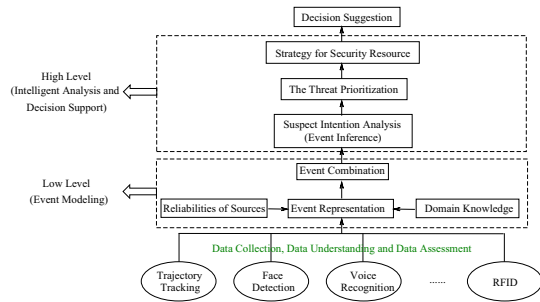 Decision Suggestion
Strategy for Security Resource
High Level
(Intelligent Analysis and
Decision Support)
The Threat Prioritization
Suspect Intention Analysis
(Event Inference)
Event Combination
Low Level
(Event Modeling)
Reliabilities of Sources
Event Representation
Domain Knowledge
Data Collection, Data Understanding and Data Assessment
Trajectory
Tracking
Face
Detection
Voice
Recognition
......
RFID